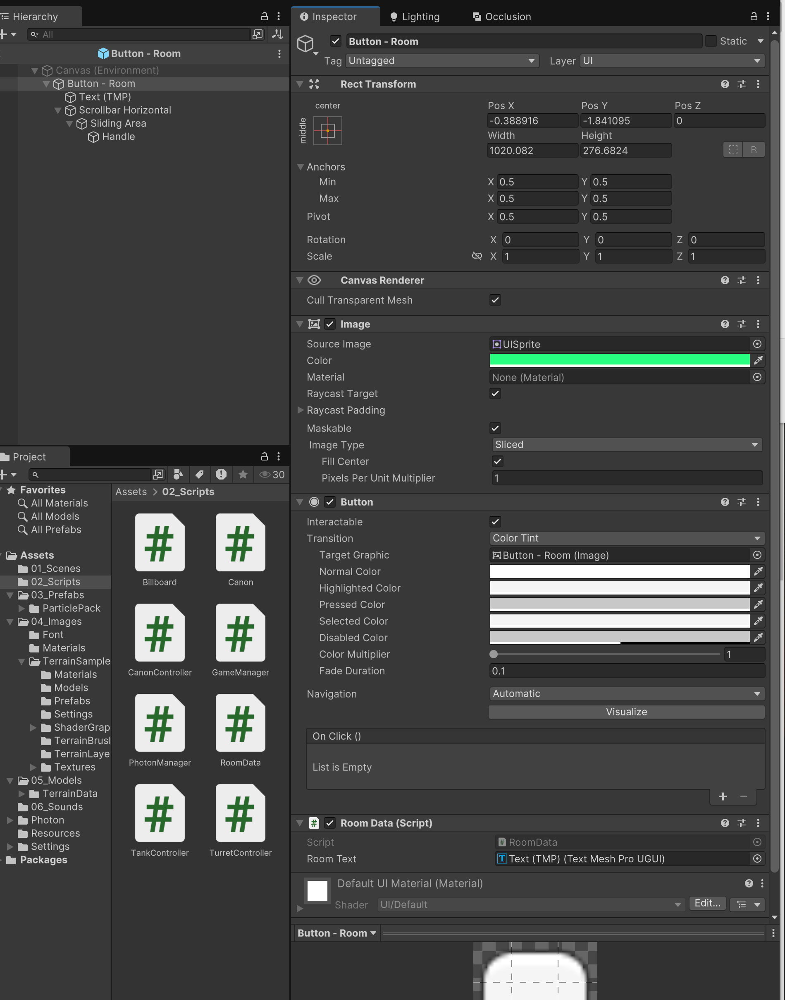 Hierarchy
All
Button - Room
Canvas (Environment)
Button - Room
Text (TMP)
Scrollbar Horizontal
Sliding Area
Handle
Project
30
Favorites
All Materials
All Models
All Prefabs
Assets
01_Scenes
02_Scripts
03_Prefabs
ParticlePack
04_Images
Font
Materials
TerrainSample
Materials
Models
Prefabs
Settings
ShaderGrap
TerrainBrus
TerrainLaye
Textures
05_Models
TerrainData
06_Sounds
Photon
Resources
Settings
Packages
Assets > 02_Scripts
Billboard Canon
CanonController GameManager
PhotonManager RoomData
TankController TurretController
Inspector Lighting Occlusion
Button - Room Static
Tag Untagged Layer UI
Rect Transform
center
middle
Pos X Pos Y Pos Z
-0.388916 -1.841095 0
Width Height
1020.082 276.6824
R
Anchors
Min X 0.5 Y 0.5
Max X 0.5 Y 0.5
Pivot X 0.5 Y 0.5
Rotation X 0 Y 0 Z 0
Scale X 1 Y 1 Z 1
Canvas Renderer
Cull Transparent Mesh
Image
Source Image UISprite
Color
Material None (Material)
Raycast Target
Raycast Padding
Maskable
Image Type Sliced
Fill Center
Pixels Per Unit Multiplier 1
Button
Interactable
Transition Color Tint
Target Graphic Button - Room (Image)
Normal Color
Highlighted Color
Pressed Color
Selected Color
Disabled Color
Color Multiplier 1
Fade Duration 0.1
Navigation Automatic
Visualize
On Click ()
List is Empty
+ -
# Room Data (Script)
Script # RoomData
Room Text T Text (TMP) (Text Mesh Pro UGUI)
Default UI Material (Material)
Shader UI/Default Edit...
Button - Room